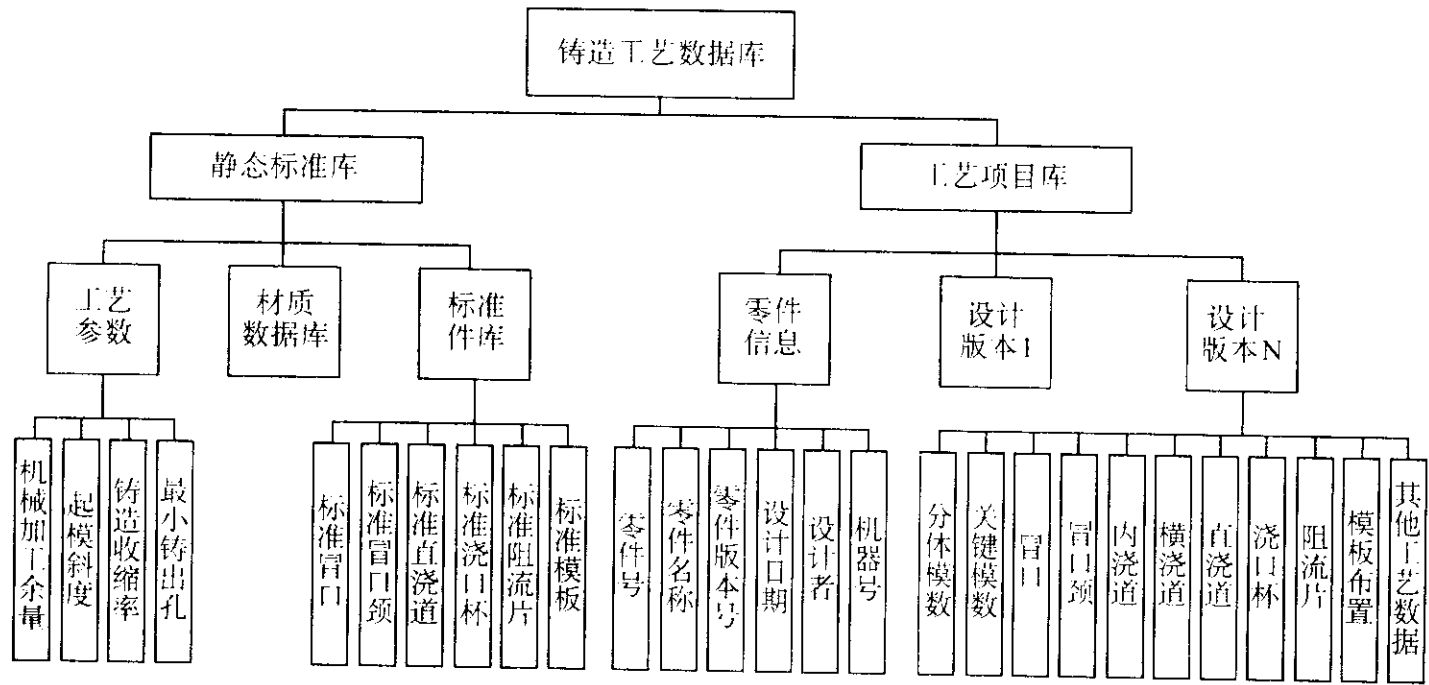 铸造工艺数据库
静态标准库
工艺项目库
工艺
参数
材质
数据库
标准
件库
零件
信息
设计
版本1
设计
版本N
机械加工余量
起模斜度
铸造收缩率
最小铸出孔
标准冒口
标准冒口颈
标准直浇道
标准浇口杯
标准阻流片
标准模板
零件号
零件名称
零件版本号
设计日期
设计者
机器号
分体模数
关键模数
冒口
冒口颈
内浇道
横浇道
直浇道
浇口杯
阻流片
模板布置
其他工艺数据